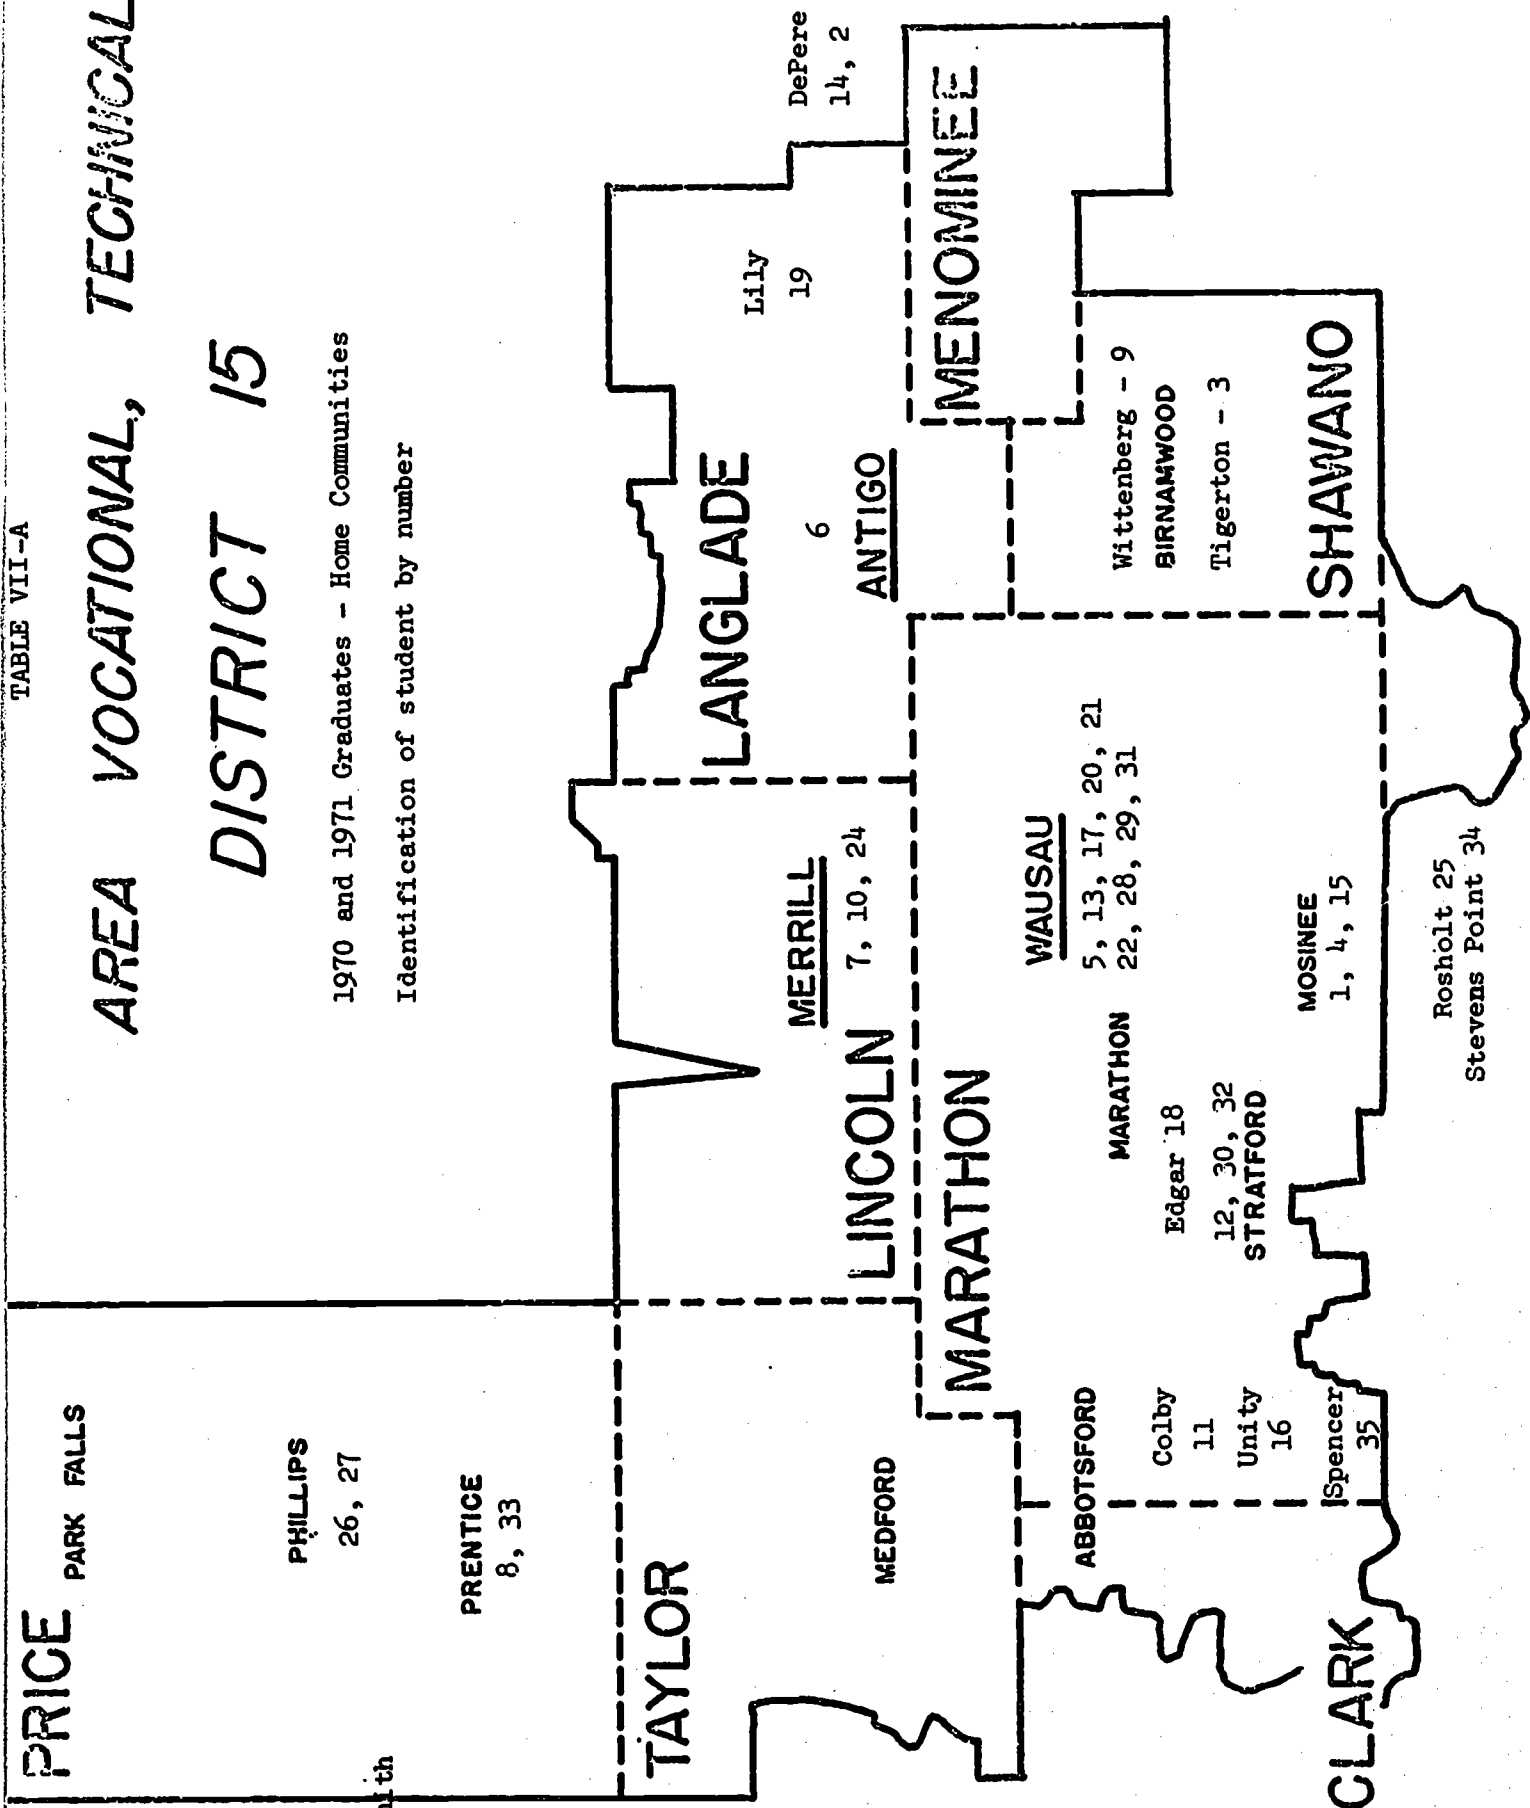 TABLE VII-A
AREA VOCATIONAL, TECHNICAL
DISTRICT 15
1970 and 1971 Graduates - Home Communities
Identification of student by number
PRICE
PARK FALLS
PHILLIPS
26, 27
PRENTICE
8, 33
TAYLOR
MEDFORD
LINCOLN
MERRILL
7, 10, 24
LANGLADE
6
ANTIGO
Lily
19
DePere
14, 2
MENOMINEE
MARATHON
WAUSAU
5, 13, 17, 20, 21
22, 28, 29, 31
MARATHON
Edgar 18
12, 30, 32
STRATFORD
MOSINEE
1, 4, 15
ABBOTSFORD
Colby
11
Unity
16
Spencer
35
CLARK
Wittenberg - 9
BIRNAMWOOD
Tigerton - 3
SHAWANO
Rosholt 25
Stevens Point 34